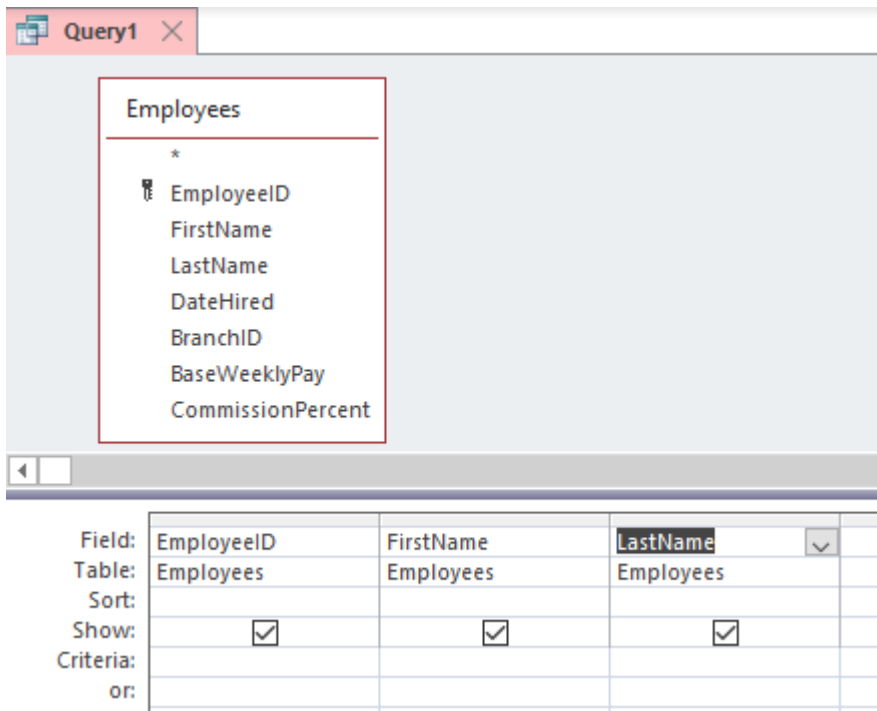 Query1
Employees
*
EmployeeID
FirstName
LastName
DateHired
BranchID
BaseWeeklyPay
CommissionPercent
Field: EmployeeID FirstName LastName
Table: Employees Employees Employees
Sort:
Show:
Criteria:
or: